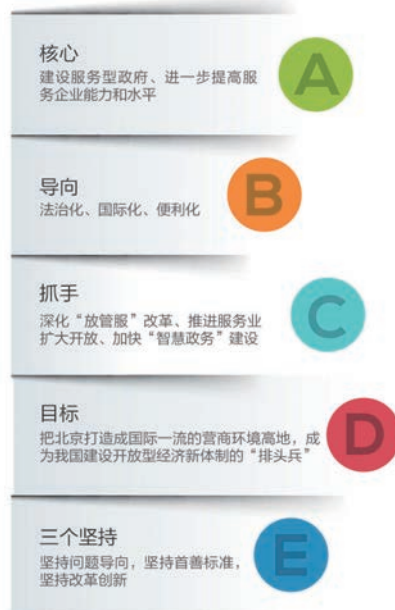 核心
建设服务型政府、进一步提高服
务企业能力和水平
A
导向
法治化、国际化、便利化
B
抓手
深化“放管服”改革、推进服务业
扩大开放、加快“智慧政务”建设
C
目标
把北京打造成国际一流的营商环境高地，成
为我国建设开放型经济新体制的“排头兵”
D
三个坚持
坚持问题导向，坚持首善标准，
坚持改革创新
E